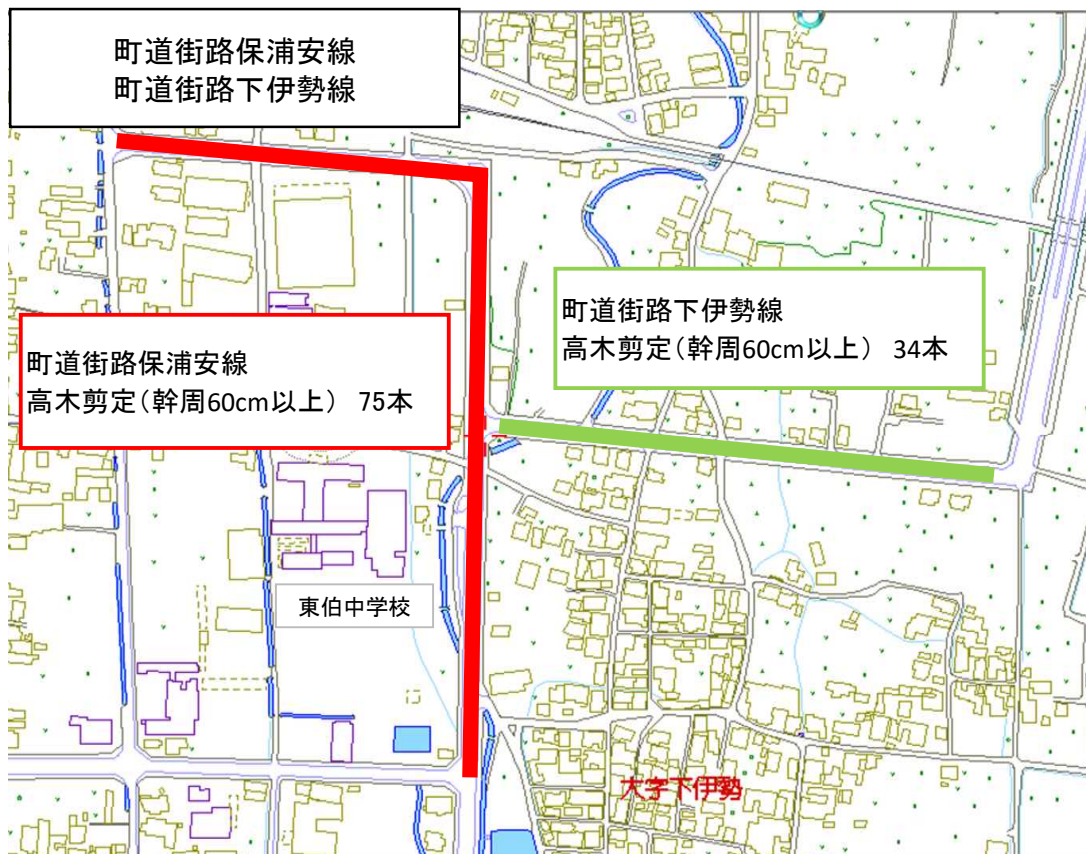 町道街路保浦安線
町道街路下伊勢線
町道街路下伊勢線
高木剪定（幹周60cm以上） 34本
町道街路保浦安線
高木剪定（幹周60cm以上） 75本
東伯中学校
大字下伊勢